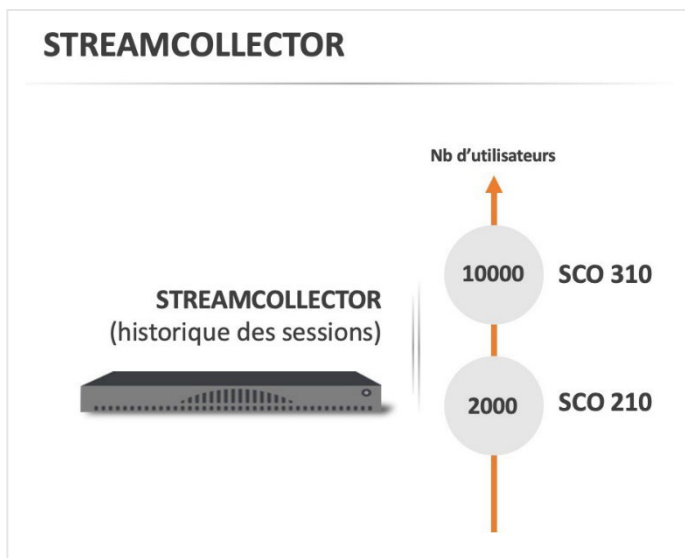 STREAMCOLLECTOR
Nb d'utilisateurs
10000 SCO 310
STREAMCOLLECTOR
(historique des sessions)
2000 SCO 210